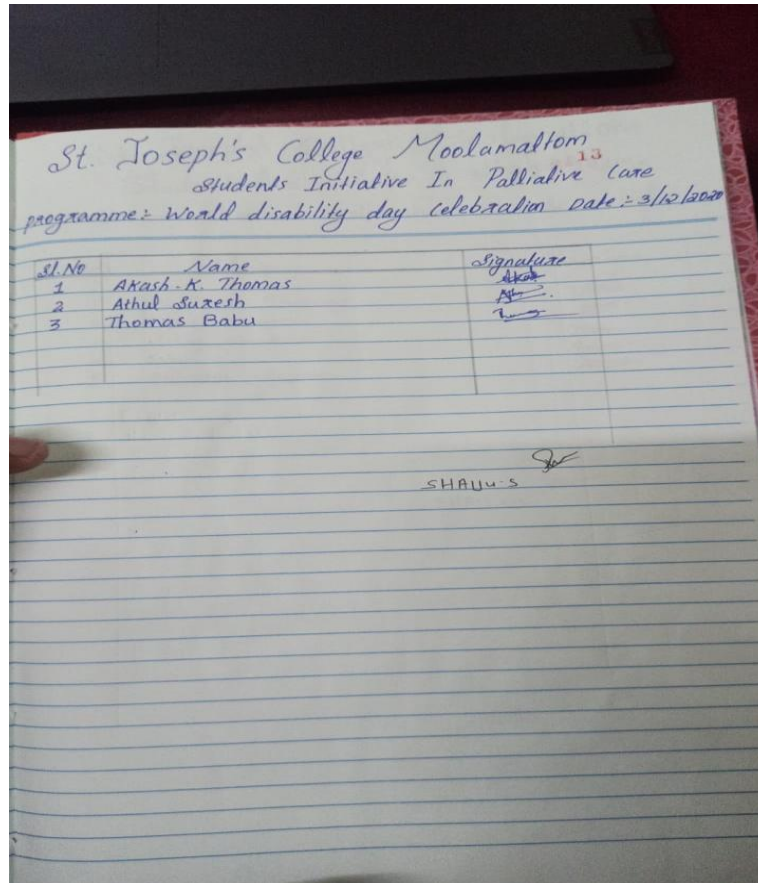 St. Joseph's College Moolamattom
13
Students Initiative In Palliative Care
programme:- World disability day celebration Date:- 3/12/2020
Sl.No Name Signature
1 Akash.K.Thomas
2 Athul Suresh
3 Thomas Babu